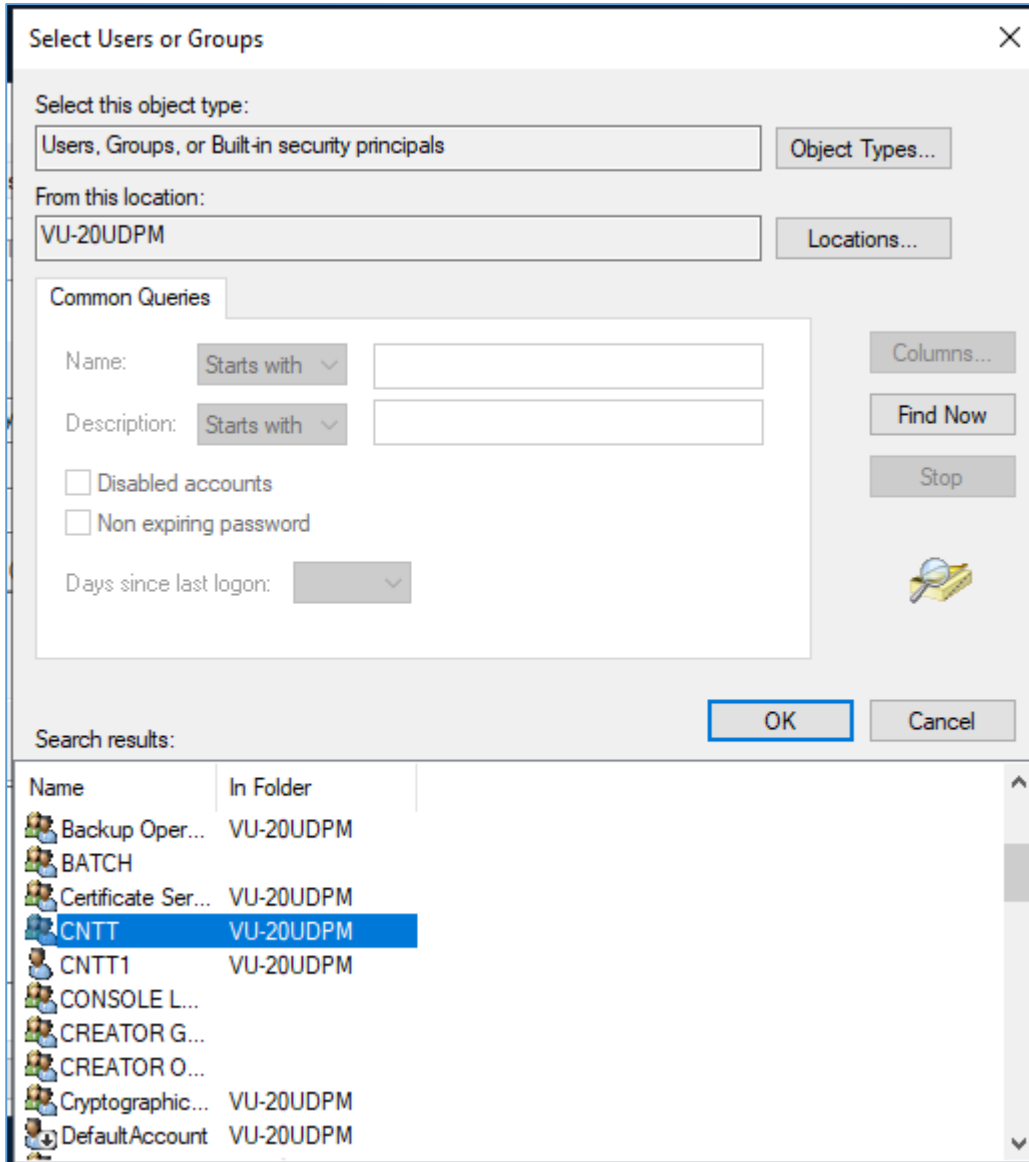 Select Users or Groups
Select this object type:
Users, Groups, or Built-in security principals
Object Types...
From this location:
VU-20UDPM
Locations...
Common Queries
Name:
Starts with
Columns...
Description:
Starts with
Find Now
Disabled accounts
Stop
Non expiring password
Days since last logon:
OK
Cancel
Search results:
Name In Folder
Backup Oper... VU-20UDPM
BATCH
Certificate Ser... VU-20UDPM
CNTT VU-20UDPM
CNTT1 VU-20UDPM
CONSOLE L...
CREATOR G...
CREATOR O...
Cryptographic... VU-20UDPM
DefaultAccount VU-20UDPM